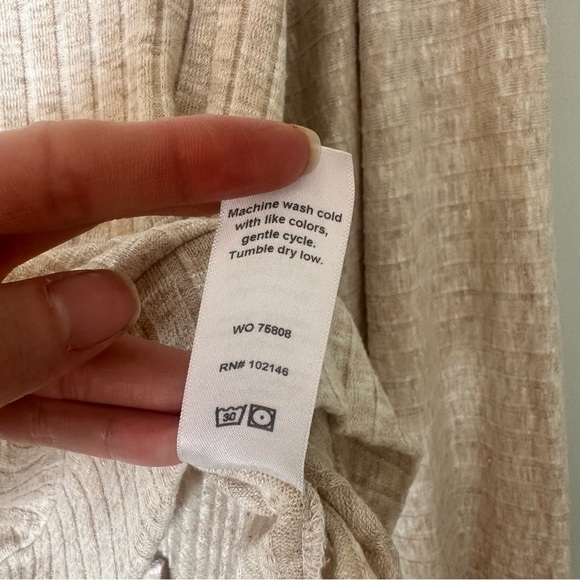 Machine wash cold
with like colors,
gentle cycle.
Tumble dry low.
WO 75808
RN# 102146
30